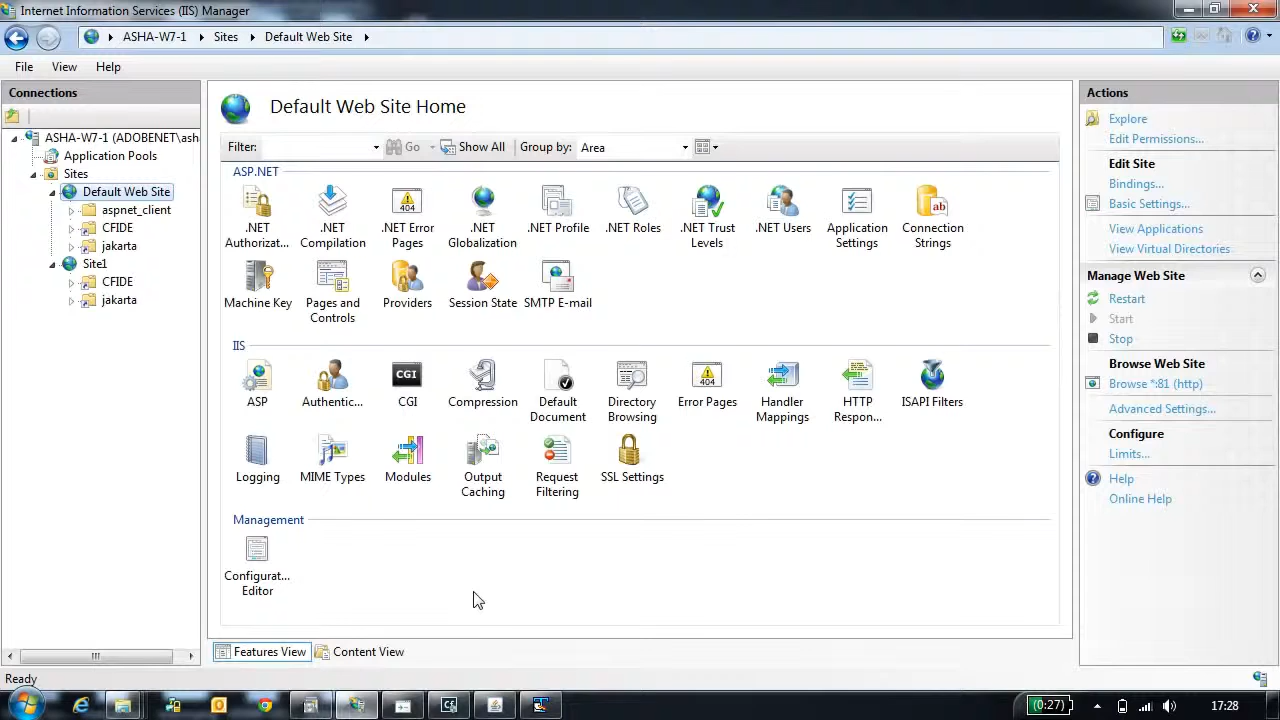 Internet Information Services (IIS) Manager
ASHA-W7-1 Sites Default Web Site
File View Help
Connections
ASHA-W7-1 (ADOBENET\ash
Application Pools
Sites
Default Web Site
aspnet_client
CFIDE
jakarta
Site1
CFIDE
jakarta
Default Web Site Home
Filter: Go Show All Group by: Area
ASP.NET
.NET Authorizat...
.NET Compilation
.NET Error Pages
.NET Globalization
.NET Profile
.NET Roles
.NET Trust Levels
.NET Users
Application Settings
Connection Strings
Machine Key
Pages and Controls
Providers
Session State
SMTP E-mail
IIS
ASP
Authentic...
CGI
Compression
Default Document
Directory Browsing
Error Pages
Handler Mappings
HTTP Respon...
ISAPI Filters
Logging
MIME Types
Modules
Output Caching
Request Filtering
SSL Settings
Management
Configurat... Editor
Features View Content View
Actions
Explore
Edit Permissions...
Edit Site
Bindings...
Basic Settings...
View Applications
View Virtual Directories
Manage Web Site
Restart
Start
Stop
Browse Web Site
Browse *:81 (http)
Advanced Settings...
Configure
Limits...
Help
Online Help
Ready
(0:27) 17:28